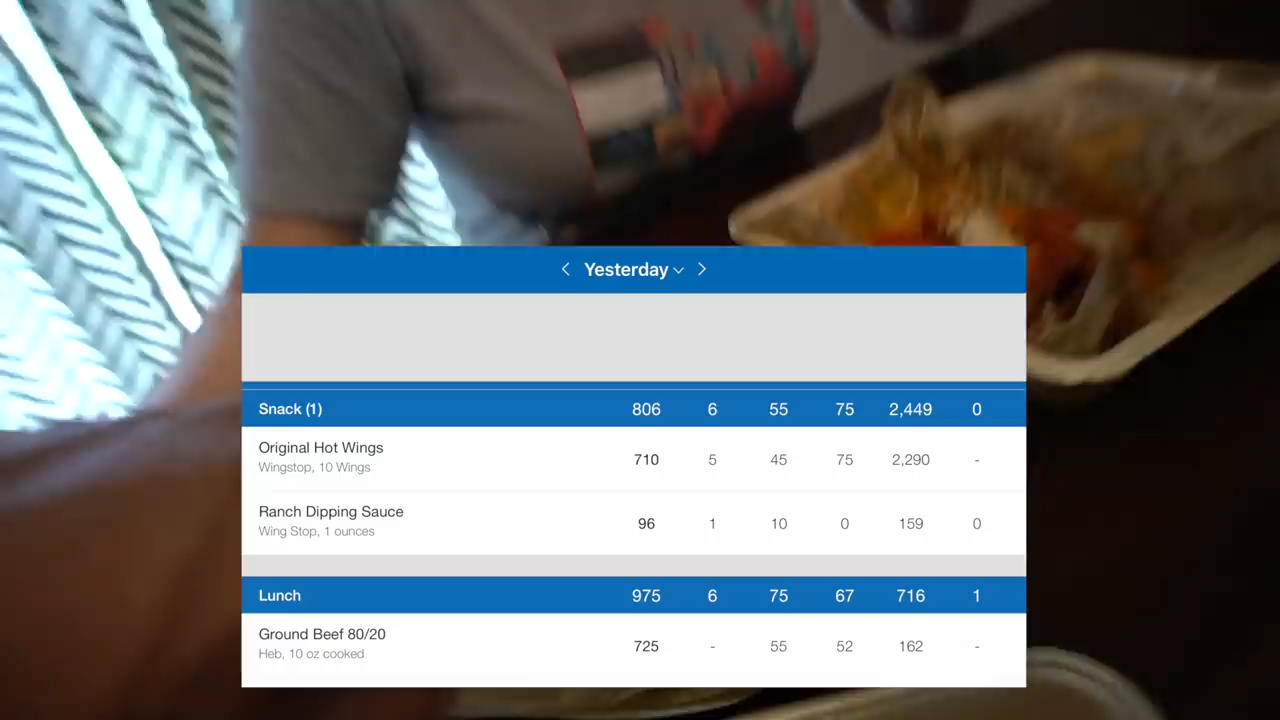 Yesterday
Snack (1) 806 6 55 75 2,449 0
Original Hot Wings
Wingstop, 10 Wings
710 5 45 75 2,290 -
Ranch Dipping Sauce
Wing Stop, 1 ounces
96 1 10 0 159 0
Lunch 975 6 75 67 716 1
Ground Beef 80/20
Heb, 10 oz cooked
725 - 55 52 162 -